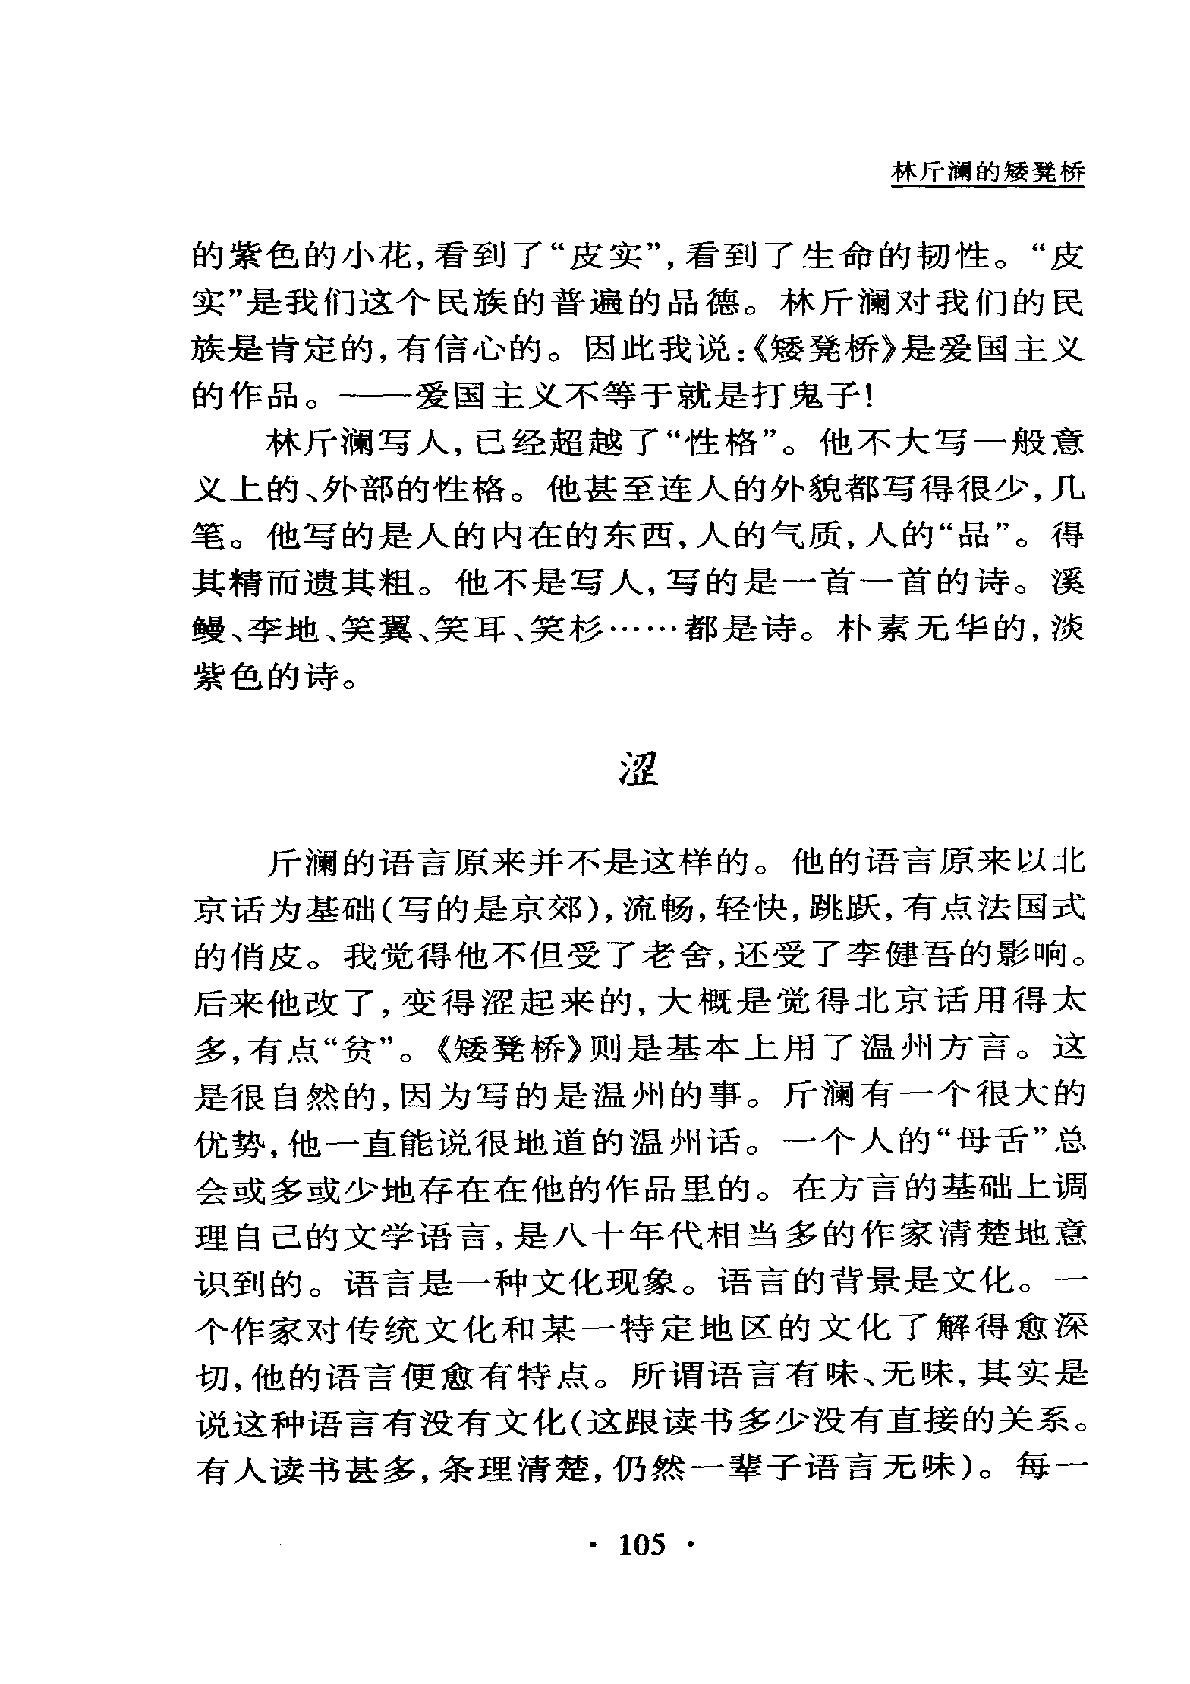 林斤澜的矮凳桥
的紫色的小花,看到了“皮实”,看到了生命的韧性。“皮
实”是我们这个民族的普遍的品德。林斤澜对我们的民
族是肯定的,有信心的。因此我说:《矮凳桥》是爱国主义
的作品。——爱国主义不等于就是打鬼子!
林斤澜写人,已经超越了“性格”。他不大写一般意
义上的、外部的性格。他甚至连人的外貌都写得很少,几
笔。他写的是人的内在的东西,人的气质,人的“品”。得
其精而遗其粗。他不是写人,写的是一首一首的诗。溪
鳗、李地、笑翼、笑耳、笑杉……都是诗。朴素无华的,淡
紫色的诗。
涩
斤澜的语言原来并不是这样的。他的语言原来以北
京话为基础(写的是京郊),流畅,轻快,跳跃,有点法国式
的俏皮。我觉得他不但受了老舍,还受了李健吾的影响。
后来他改了,变得涩起来的,大概是觉得北京话用得太
多,有点“贫”。《矮凳桥》则是基本上用了温州方言。这
是很自然的,因为写的是温州的事。斤澜有一个很大的
优势,他一直能说很地道的温州话。一个人的“母舌”总
会或多或少地存在在他的作品里的。在方言的基础上调
理自己的文学语言,是八十年代相当多的作家清楚地意
识到的。语言是一种文化现象。语言的背景是文化。一
个作家对传统文化和某一特定地区的文化了解得愈深
切,他的语言便愈有特点。所谓语言有味、无味,其实是
说这种语言有没有文化(这跟读书多少没有直接的关系。
有人读书甚多,条理清楚,仍然一辈子语言无味)。每一
· 105 ·